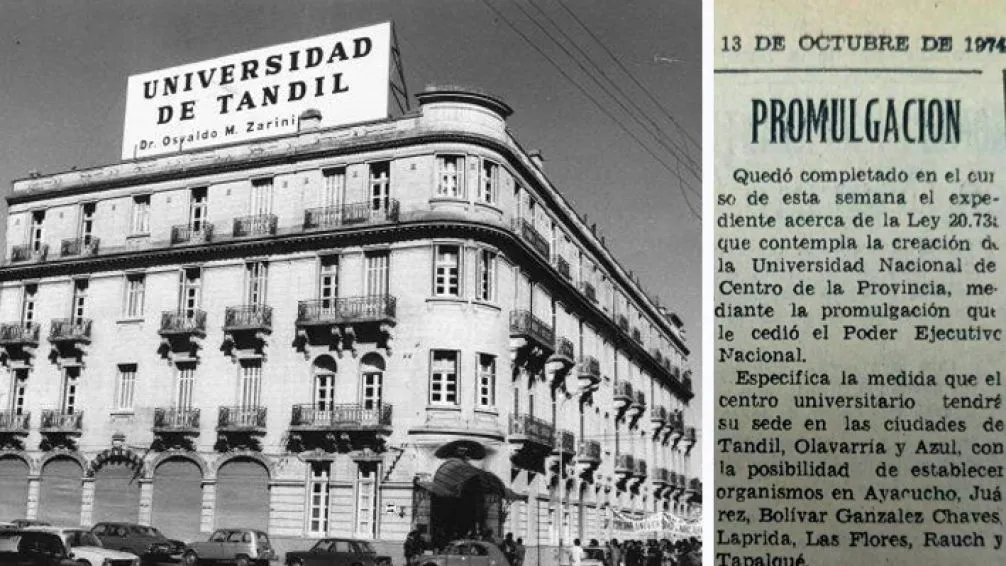 UNIVERSIDAD
DE TANDIL
Dr. Osvaldo M. Zarini
13 DE OCTUBRE DE 1974
PROMULGACION
Quedó completado en el cur
so de esta semana el expe-
diente acerca de la Ley 20.73
que contempla la creación de
la Universidad Nacional de
Centro de la Provincia, me-
diante la promulgación que
le cedió el Poder Ejecutivo
Nacional.
Especifica la medida que el
centro universitario tendrá
su sede en las ciudades de
Tandil, Olavarría y Azul, con
la posibilidad de establecer
organismos en Ayacucho, Juá
rez, Bolívar Ganzalez Chaves
Laprida, Las Flores, Rauch y
Tapalqué.